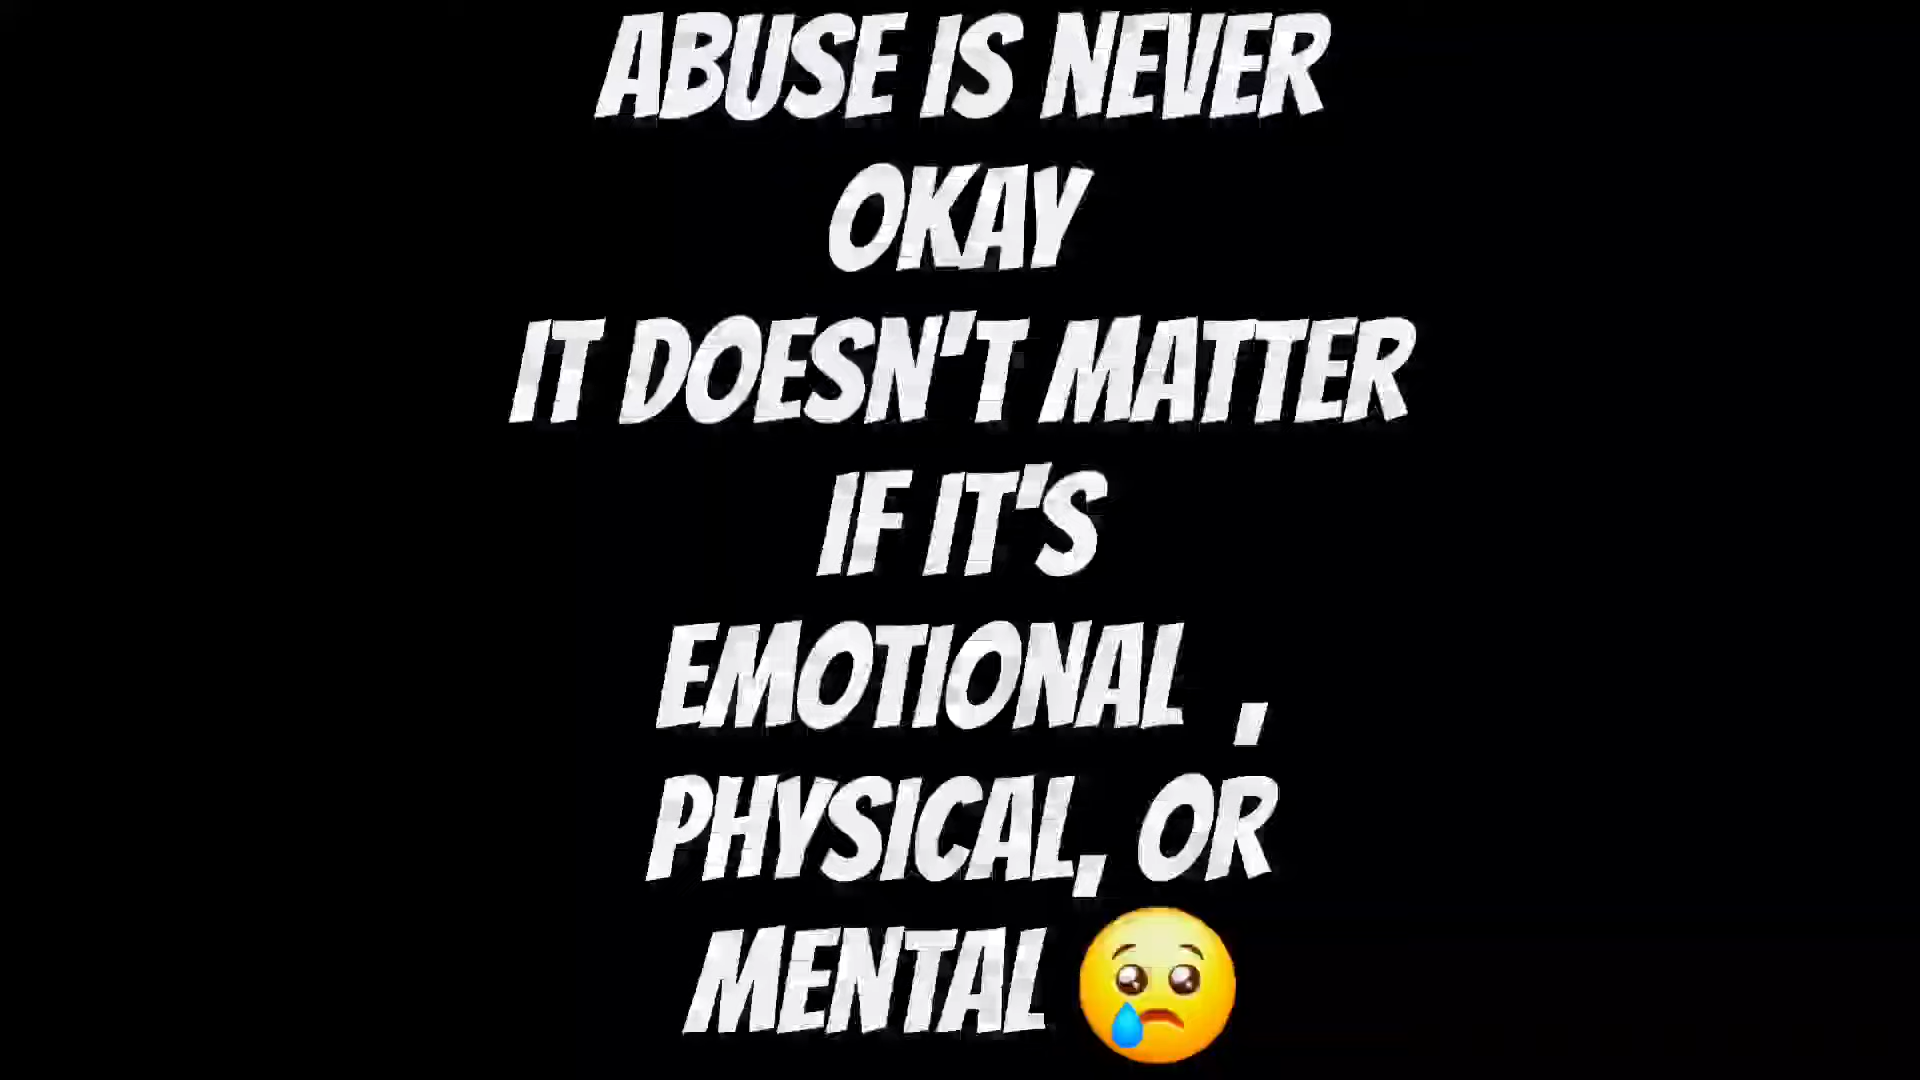 ABUSE IS NEVER
OKAY
IT DOESN'T MATTER
IF IT'S
EMOTIONAL ,
PHYSICAL, OR
MENTAL 😢